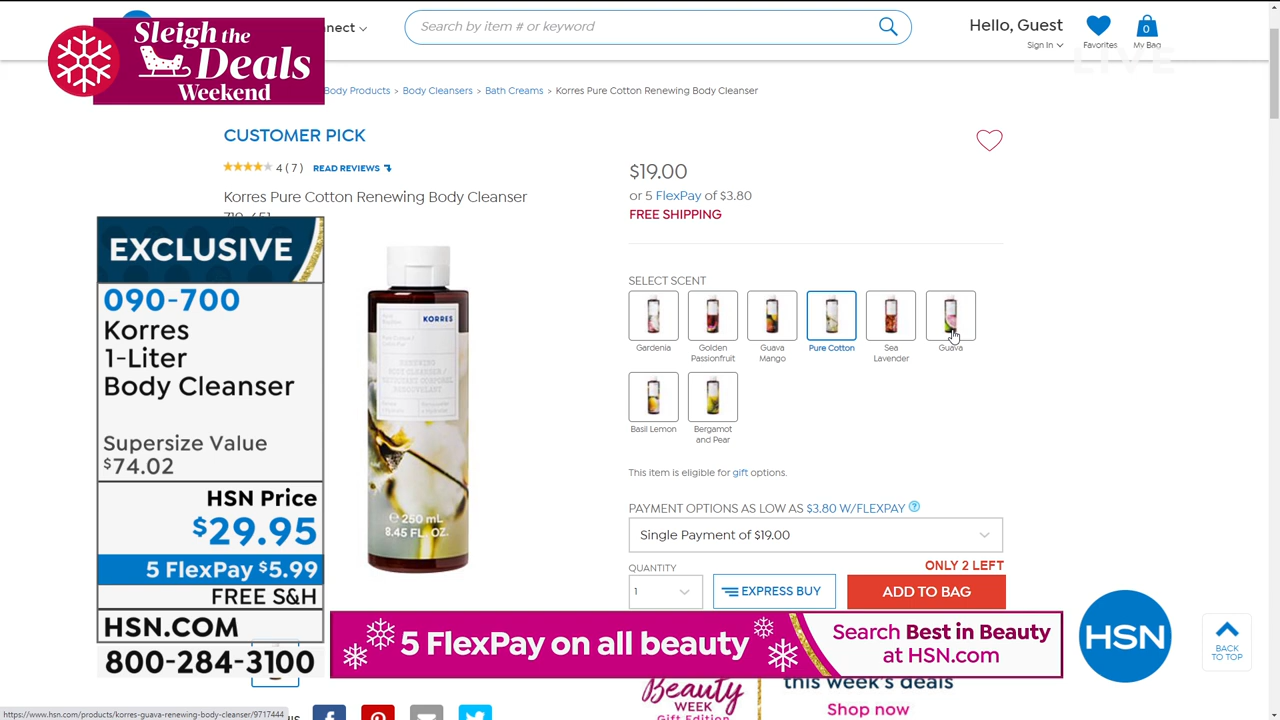 Sleigh the
Deals
Weekend
Search by item # or keyword
Hello, Guest
Sign In
Favorites
0
My Bag
LIVE
Body Products > Body Cleansers > Bath Creams > Korres Pure Cotton Renewing Body Cleanser
CUSTOMER PICK
4 ( 7 ) READ REVIEWS
Korres Pure Cotton Renewing Body Cleanser
$19.00
or 5 FlexPay of $3.80
FREE SHIPPING
SELECT SCENT
Gardenia
Golden
Passionfruit
Guava
Mango
Pure Cotton
Sea
Lavender
Guava
Basil Lemon
Bergamot
and Pear
This item is eligible for gift options.
PAYMENT OPTIONS AS LOW AS $3.80 W/FLEXPAY
Single Payment of $19.00
ONLY 2 LEFT
QUANTITY
1
EXPRESS BUY
ADD TO BAG
EXCLUSIVE
090-700
Korres
1-Liter
Body Cleanser
Supersize Value
$74.02
HSN Price
$29.95
5 FlexPay $5.99
FREE S&H
HSN.COM
800-284-3100
KORRES
RENEWING
BODY CLEANSER /
250 mL
8.45 FL. OZ.
5 FlexPay on all beauty
Search Best in Beauty
at HSN.com
HSN
BACK
TO TOP
Beauty
WEEK
Gift Edition
this week's deals
Shop now
https://www.hsn.com/products/korres-guava-renewing-body-cleanser/9717444